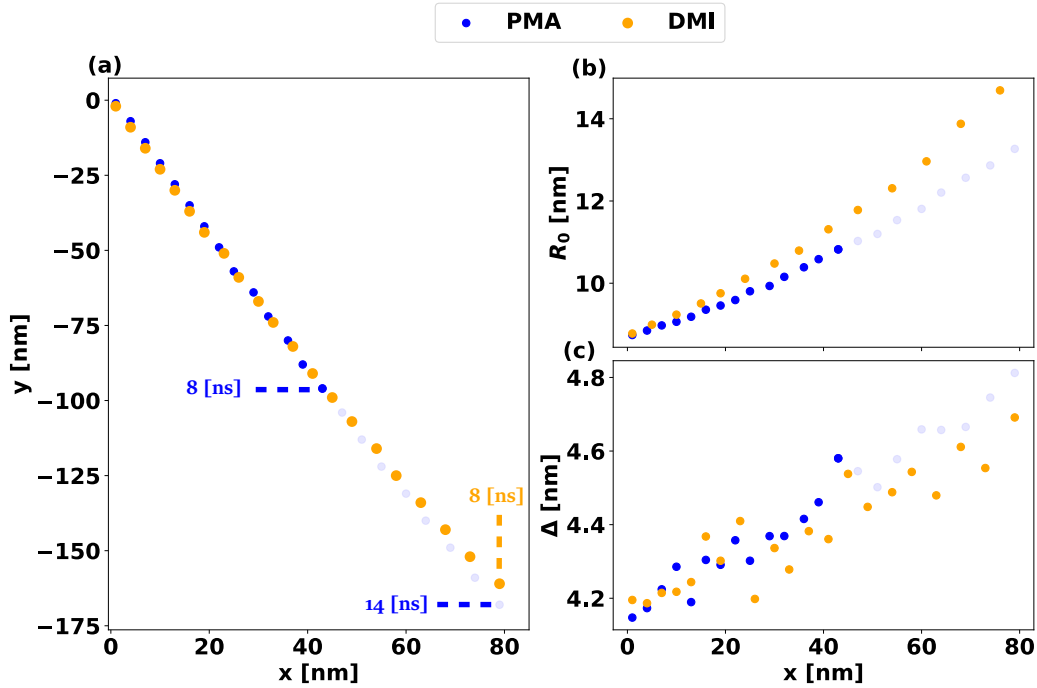 PMA DMI
(a)
0
−25
−50
−75
−100
−125
−150
−175
y [nm]
8 [ns]
8 [ns]
14 [ns]
0 20 40 60 80
x [nm]
(b)
14
12
10
R₀ [nm]
(c)
4.8
4.6
4.4
4.2
Δ [nm]
0 20 40 60 80
x [nm]